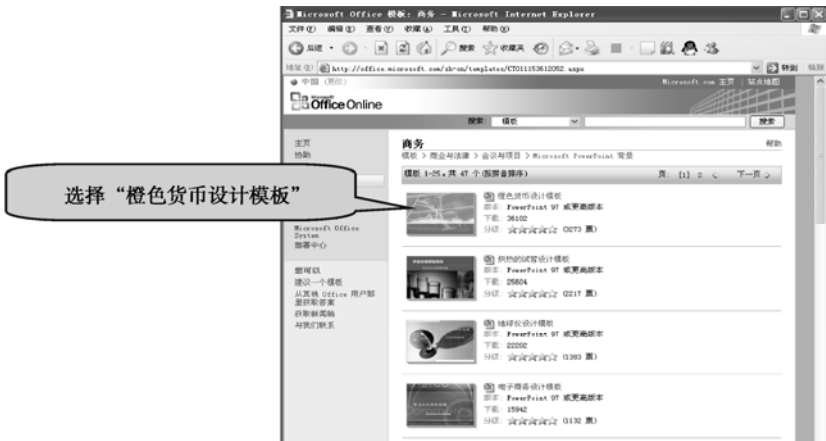 Microsoft Office 模板: 商务 - Microsoft Internet Explorer
文件(F) 编辑(E) 查看(V) 收藏(A) 工具(T) 帮助(H)
后退 搜索 收藏夹
地址(D) http://office.microsoft.com/zh-cn/templates/CT011153612052.aspx 转到 链接
中国 (更改) Microsoft.com 主页 | 站点地图
Microsoft
Office Online
搜索: 模板 搜索
主页
协助
选择“橙色货币设计模板”
Microsoft Office
System
部署中心
您可以
建议一个模板
从其他 Office 用户那
里获取答案
获取新闻稿
与我们联系
商务 帮助
模板 > 商业与法律 > 会议与项目 > Microsoft PowerPoint 背景
模板 1-25,共 47 个(按拼音排序) 页: [1] 2 下一页
橙色货币设计模板
版本: PowerPoint 97 或更高版本
下载: 36102
分级: (3273 票)
炽热的试管设计模板
版本: PowerPoint 97 或更高版本
下载: 25604
分级: (2217 票)
地球仪设计模板
版本: PowerPoint 97 或更高版本
下载: 22202
分级: (1383 票)
电子商务设计模板
版本: PowerPoint 97 或更高版本
下载: 15942
分级: (1132 票)